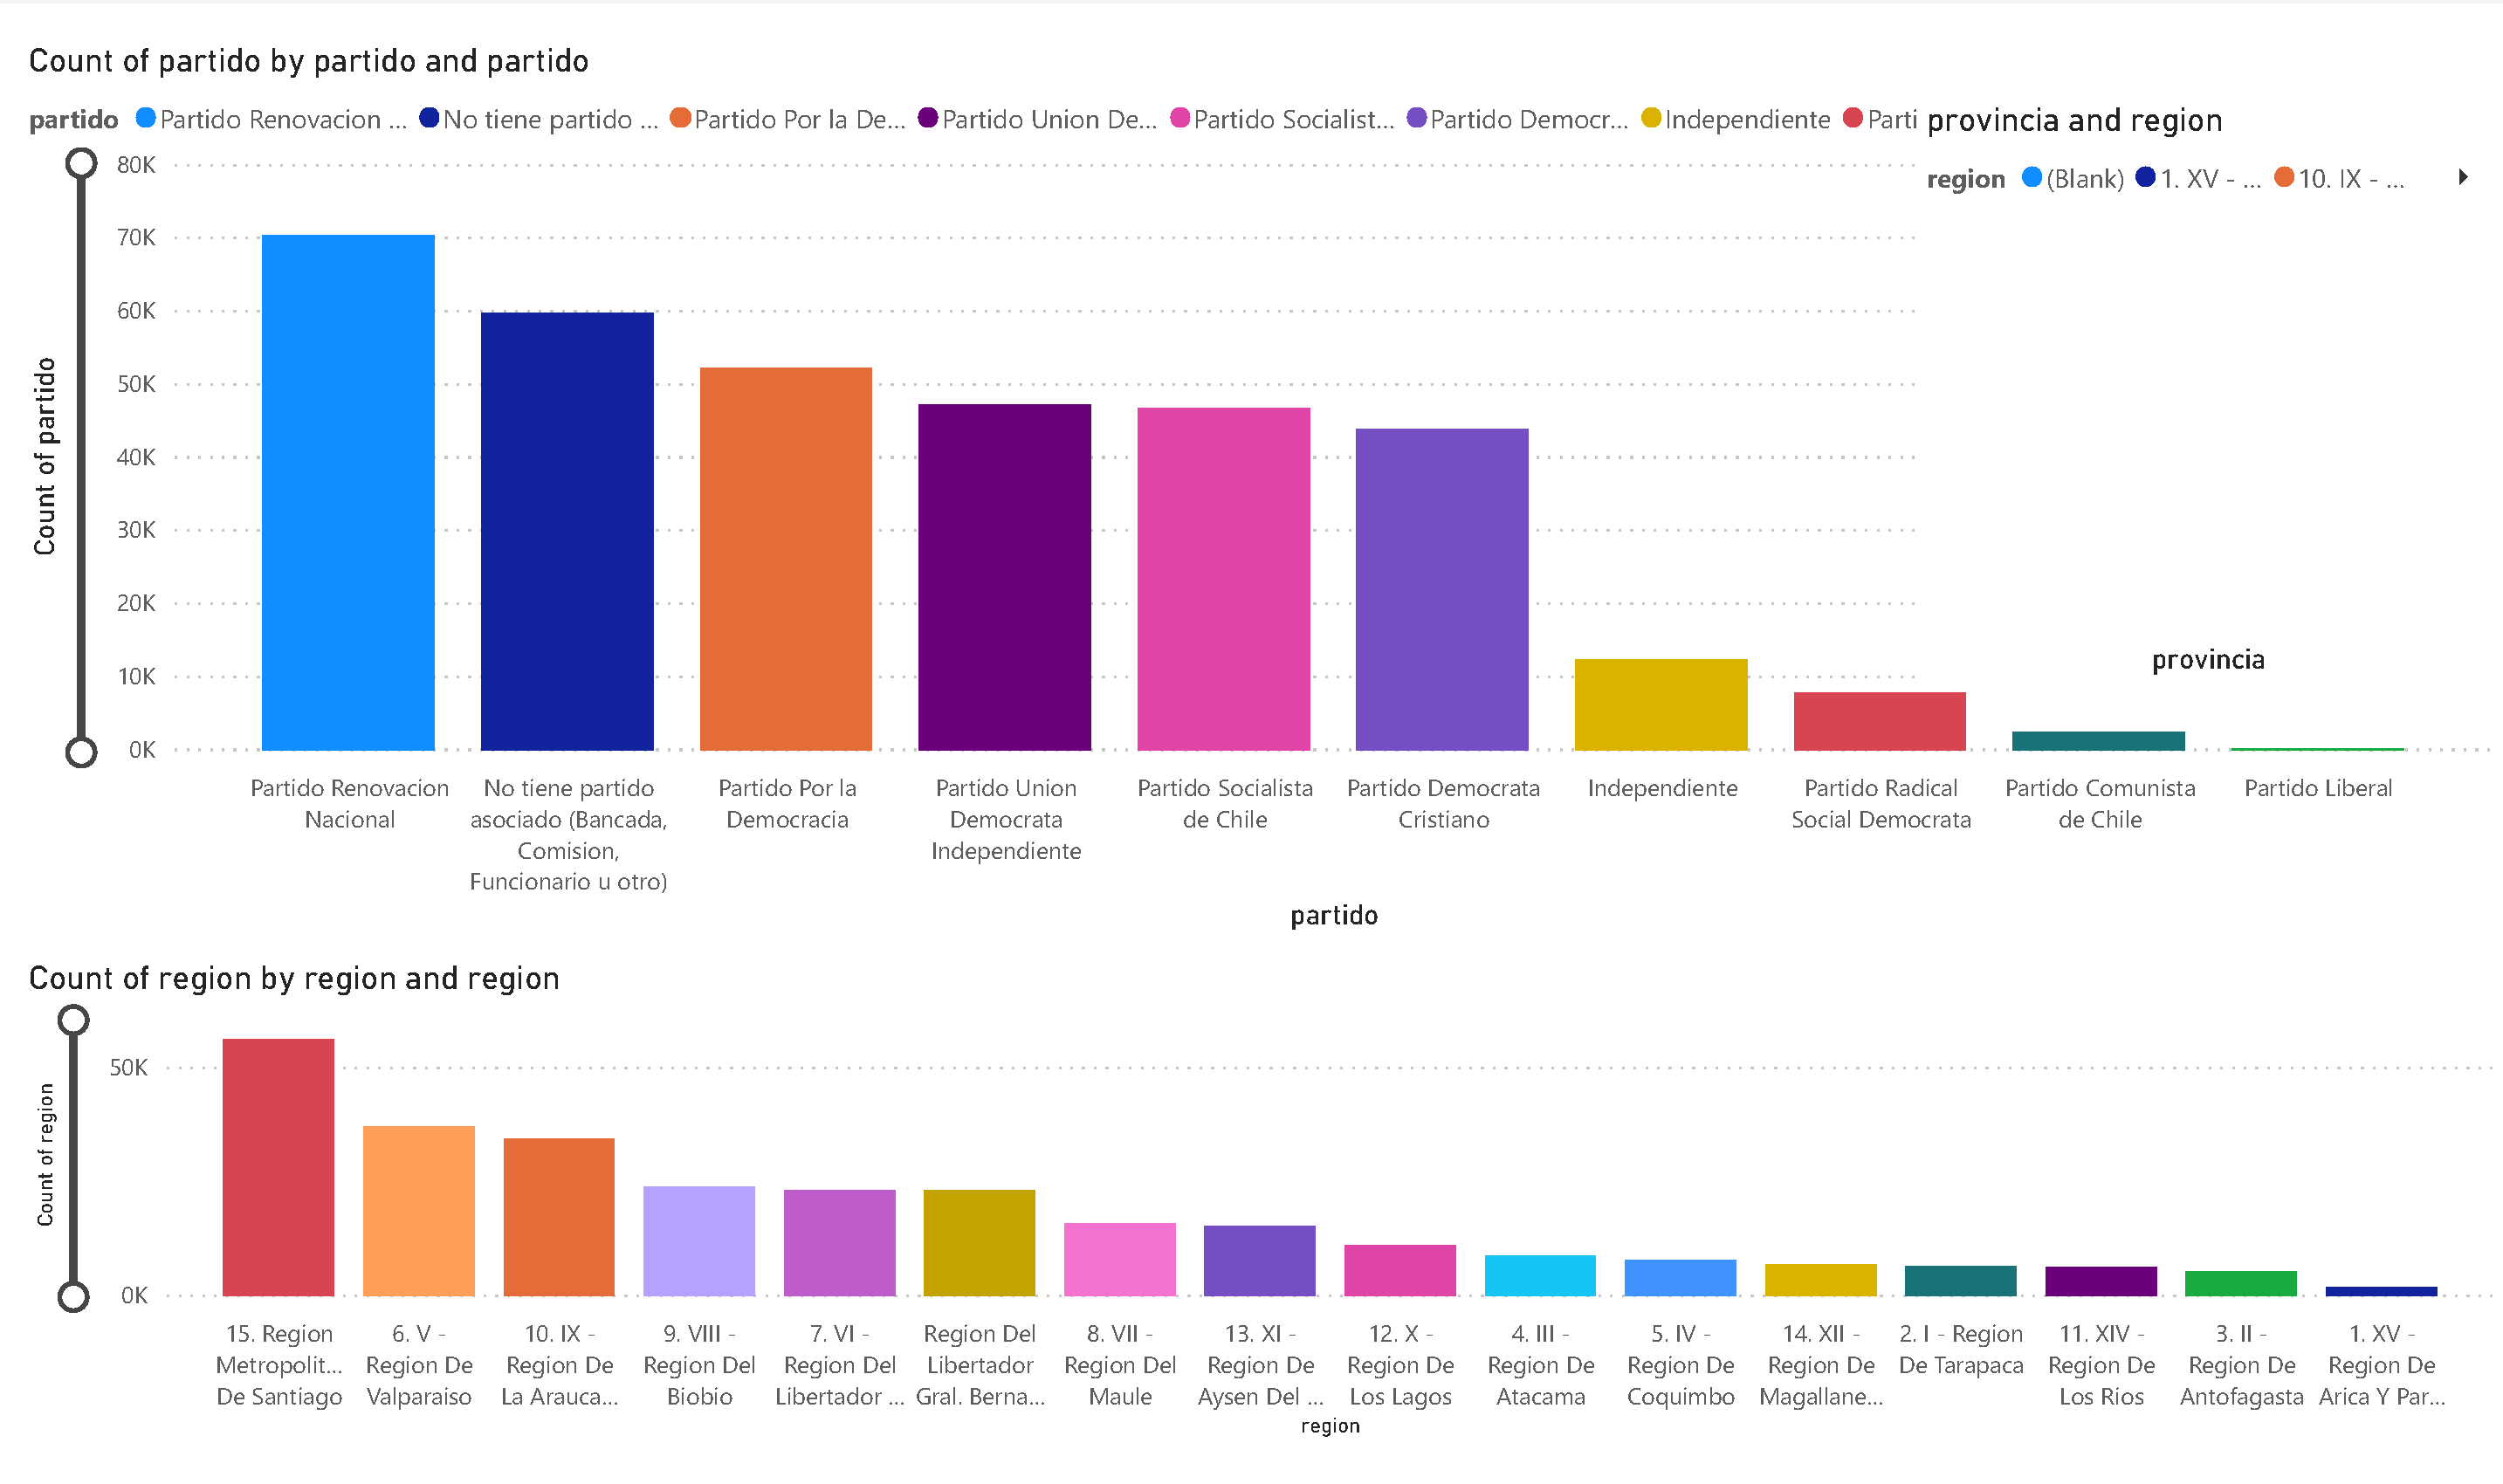 Count of partido by partido and partido
partido Partido Renovacion ... No tiene partido ... Partido Por la De... Partido Union De... Partido Socialist... Partido Democr... Independiente Parti
provincia and region
region (Blank) 1. XV - ... 10. IX - ...
80K
70K
60K
50K
40K
30K
20K
10K
0K
Count of partido
provincia
Partido Renovacion
Nacional
No tiene partido
asociado (Bancada,
Comision,
Funcionario u otro)
Partido Por la
Democracia
Partido Union
Democrata
Independiente
Partido Socialista
de Chile
Partido Democrata
Cristiano
Independiente
Partido Radical
Social Democrata
Partido Comunista
de Chile
Partido Liberal
partido
Count of region by region and region
50K
0K
Count of region
15. Region
Metropolit...
De Santiago
6. V -
Region De
Valparaiso
10. IX -
Region De
La Arauca...
9. VIII -
Region Del
Biobio
7. VI -
Region Del
Libertador ...
Region Del
Libertador
Gral. Berna...
8. VII -
Region Del
Maule
13. XI -
Region De
Aysen Del ...
12. X -
Region De
Los Lagos
4. III -
Region De
Atacama
5. IV -
Region De
Coquimbo
14. XII -
Region De
Magallane...
2. I - Region
De Tarapaca
11. XIV -
Region De
Los Rios
3. II -
Region De
Antofagasta
1. XV -
Region De
Arica Y Par...
region